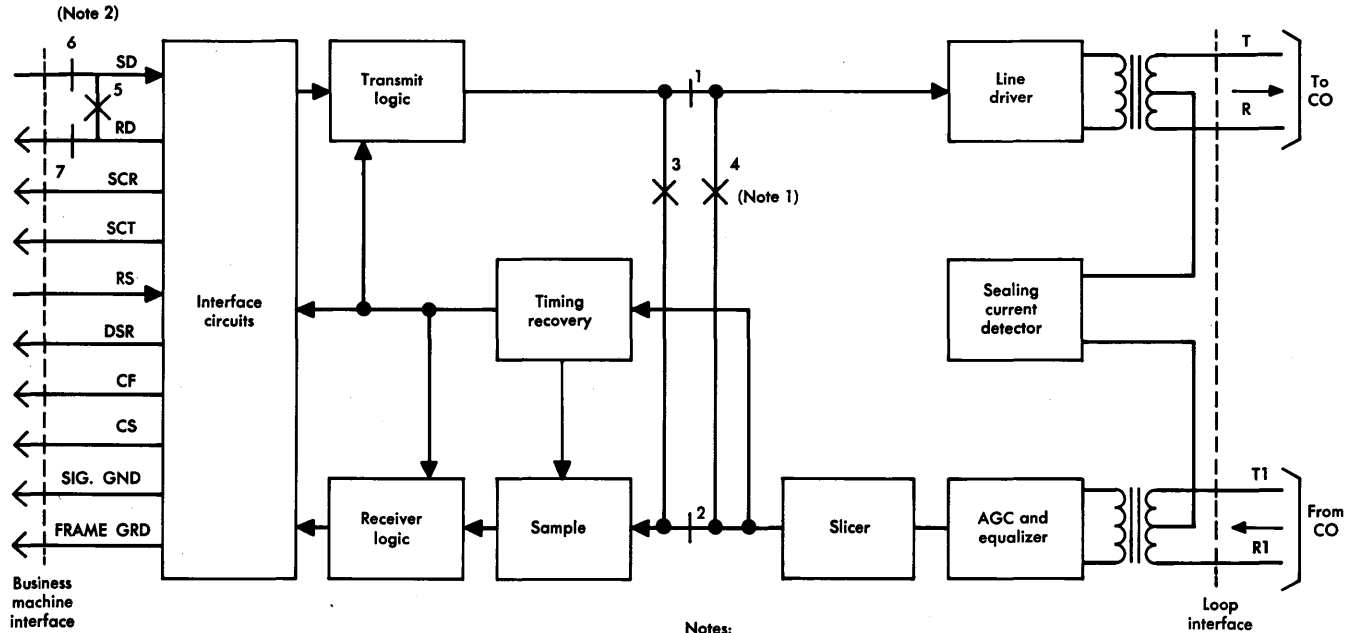 (Note 2)
6
SD
5
RD
7
SCR
SCT
RS
DSR
CF
CS
SIG. GND
FRAME GRD
Business
machine
interface
Interface
circuits
Transmit
logic
1
3
4
(Note 1)
Timing
recovery
Receiver
logic
Sample
2
Slicer
Line
driver
Sealing
current
detector
AGC and
equalizer
T
R
To
CO
T1
R1
From
CO
Loop
interface
Notes: